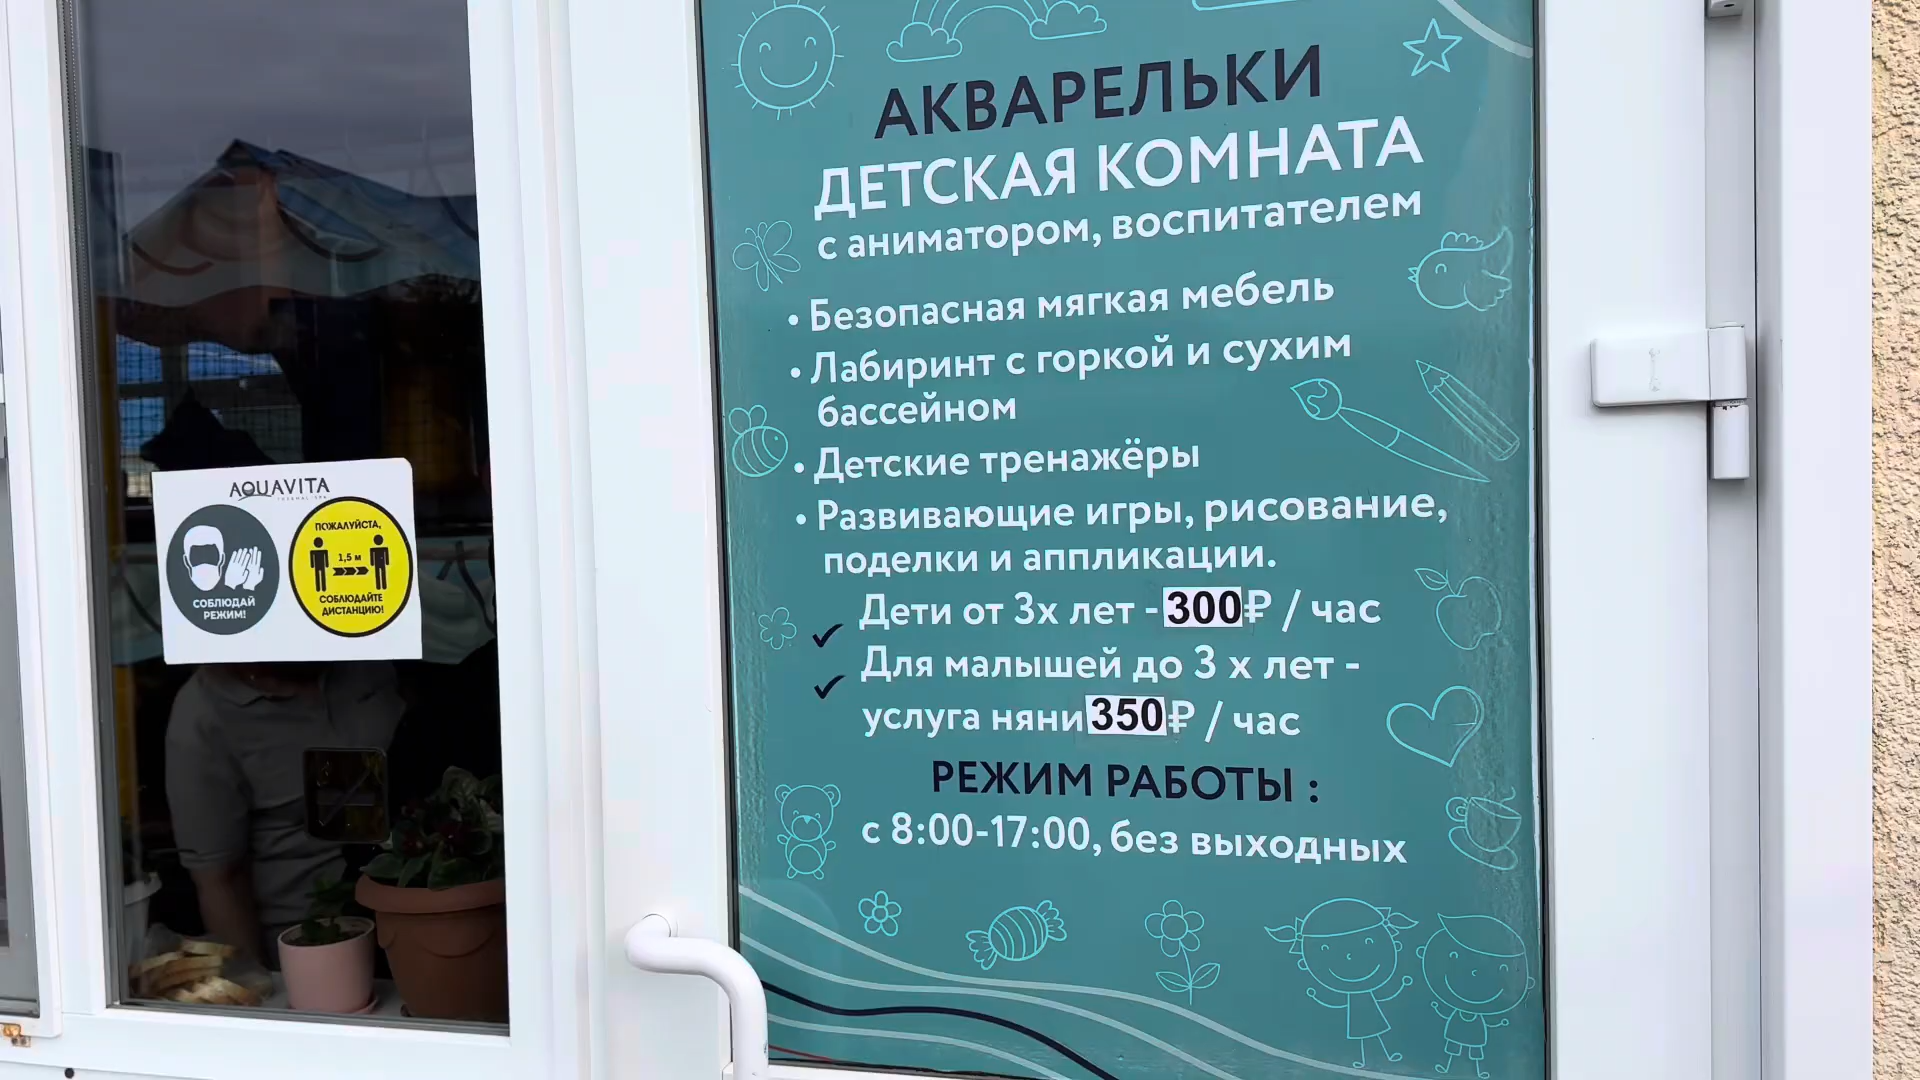 АКВАРЕЛЬКИ
ДЕТСКАЯ КОМНАТА
с аниматором, воспитателем
• Безопасная мягкая мебель
• Лабиринт с горкой и сухим
бассейном
• Детские тренажёры
• Развивающие игры, рисование,
поделки и аппликации.
Дети от 3х лет - 300₽ / час
Для малышей до 3 х лет -
услуга няни 350₽ / час
РЕЖИМ РАБОТЫ :
с 8:00-17:00, без выходных
AQUAVITA
THERMAL SPA
СОБЛЮДАЙ
РЕЖИМ!
ПОЖАЛУЙСТА,
1,5 м
СОБЛЮДАЙТЕ
ДИСТАНЦИЮ!